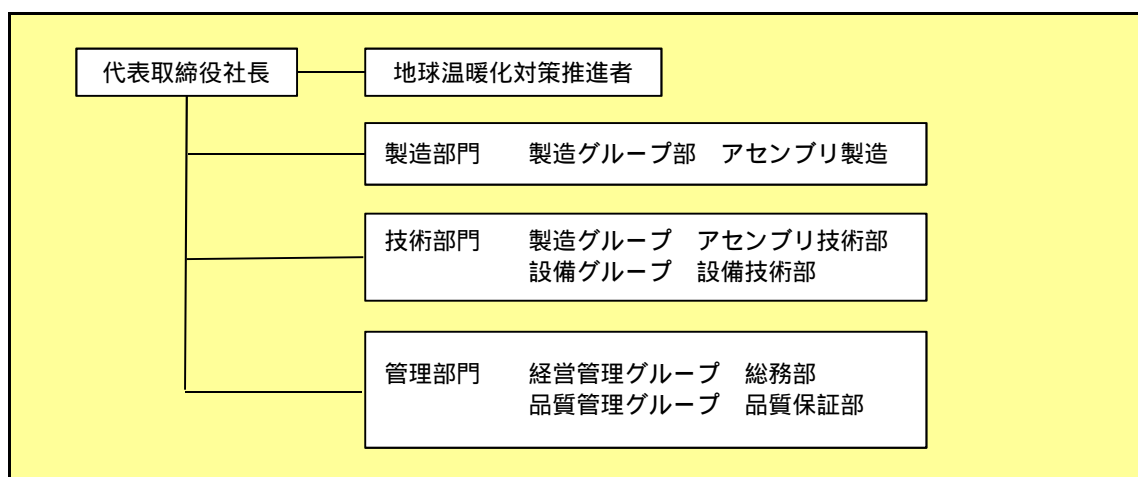 代表取締役社長　地球温暖化対策推進者
製造部門　製造グループ部　アセンブリ製造
技術部門　製造グループ　アセンブリ技術部
設備グループ　設備技術部
管理部門　経営管理グループ　総務部
品質管理グループ　品質保証部